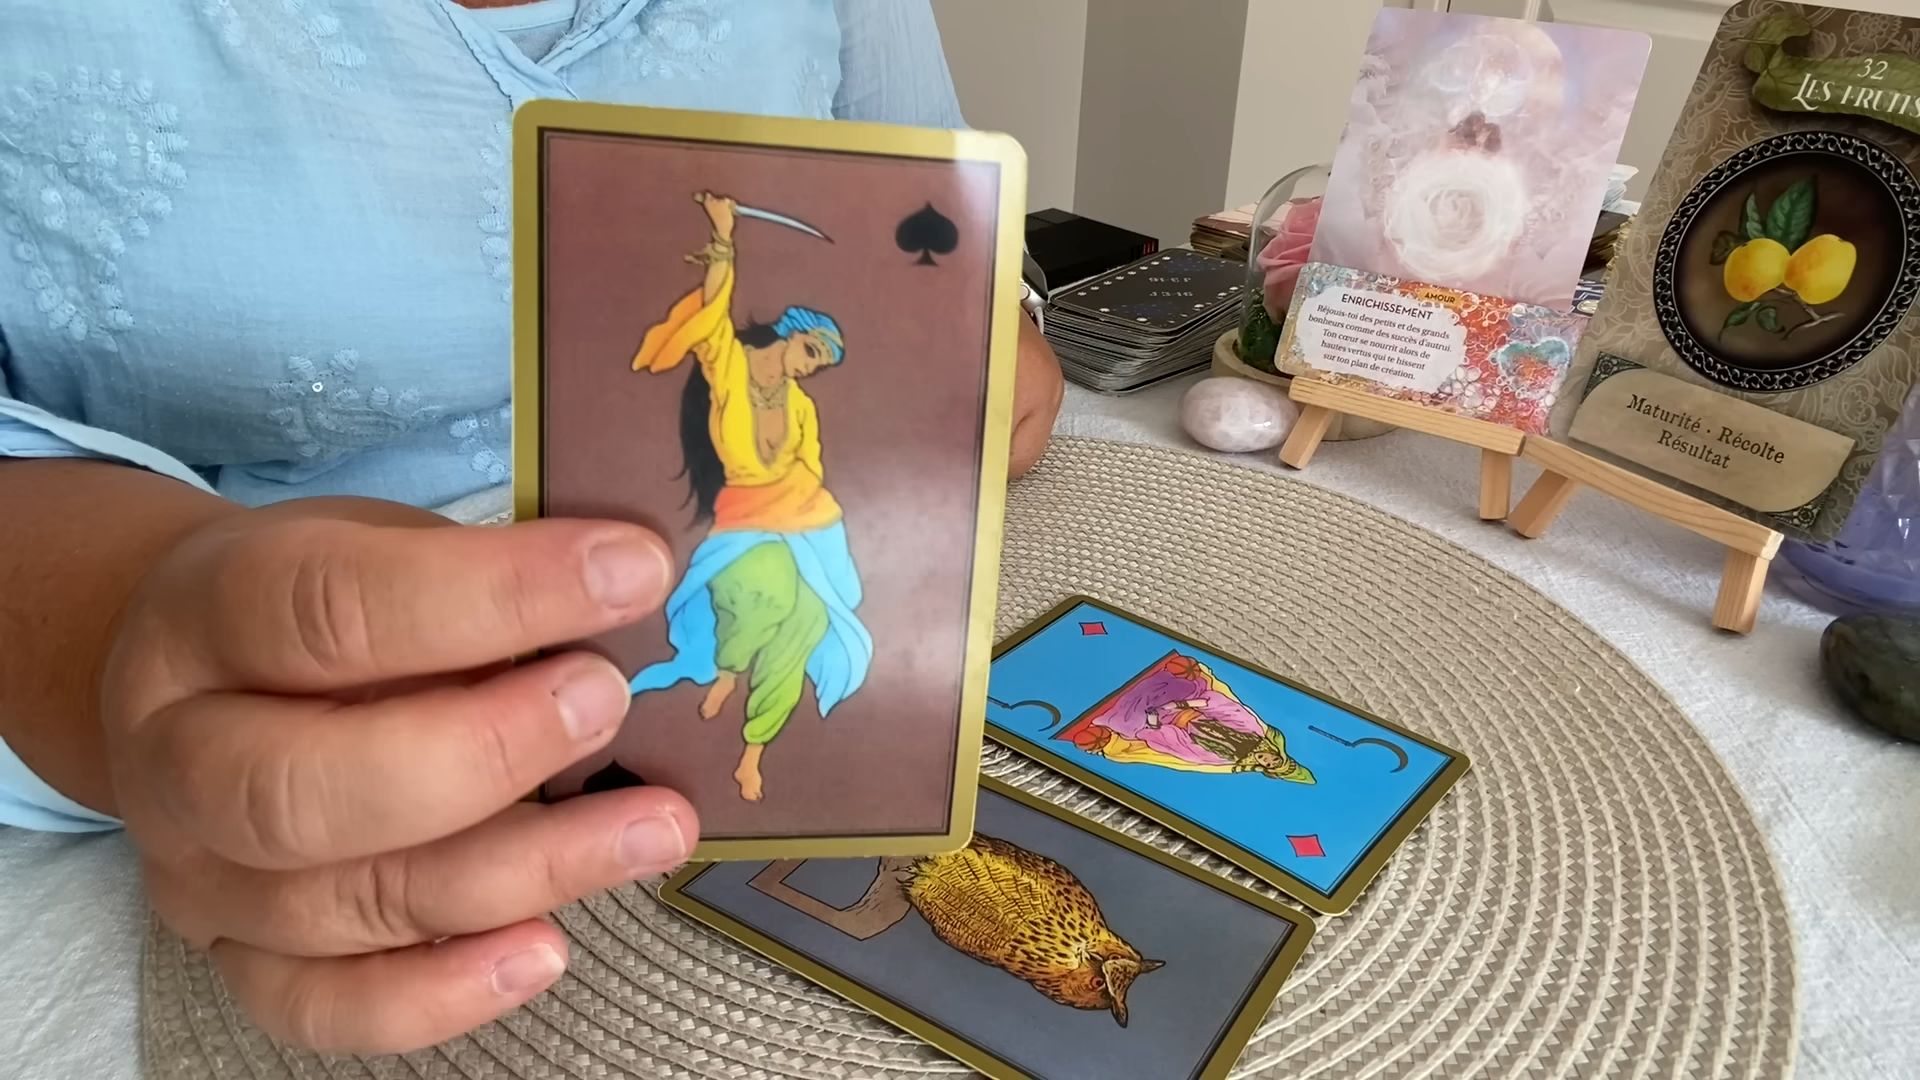 32
LES FRUITS
AMOUR
ENRICHISSEMENT
Réjouis-toi des petits et des grands
bonheurs comme des succès d'autrui.
Ton cœur se nourrit alors de
hautes vertus qui te hissent
sur ton plan de création.
Maturité · Récolte
Résultat